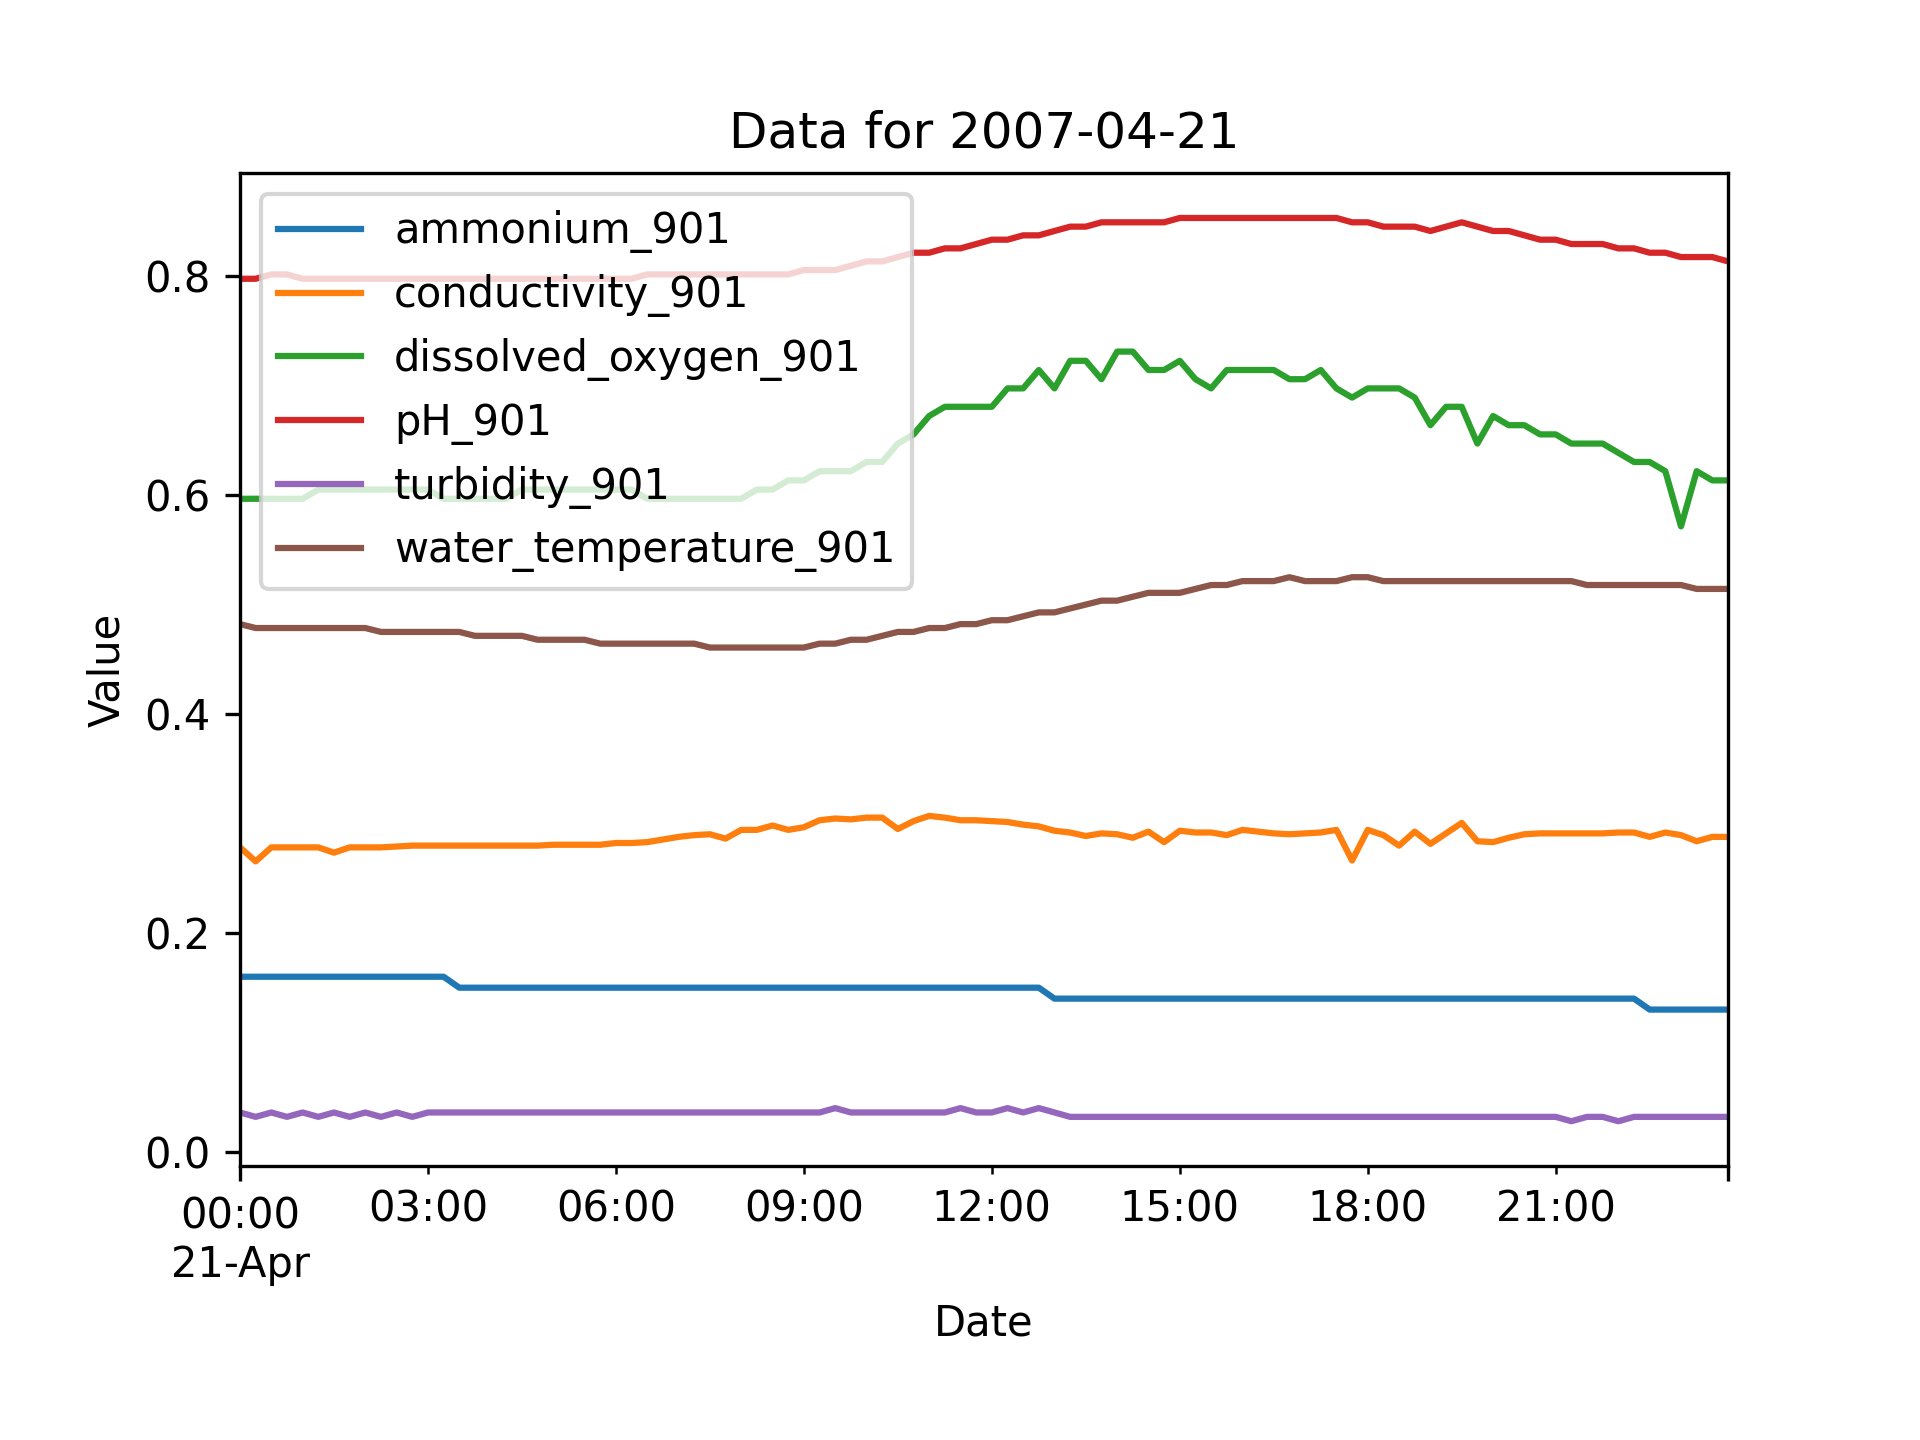 Data for 2007-04-21
ammonium_901
conductivity_901
dissolved_oxygen_901
pH_901
turbidity_901
water_temperature_901
Value
0.8
0.6
0.4
0.2
0.0
00:00 03:00 06:00 09:00 12:00 15:00 18:00 21:00
21-Apr
Date